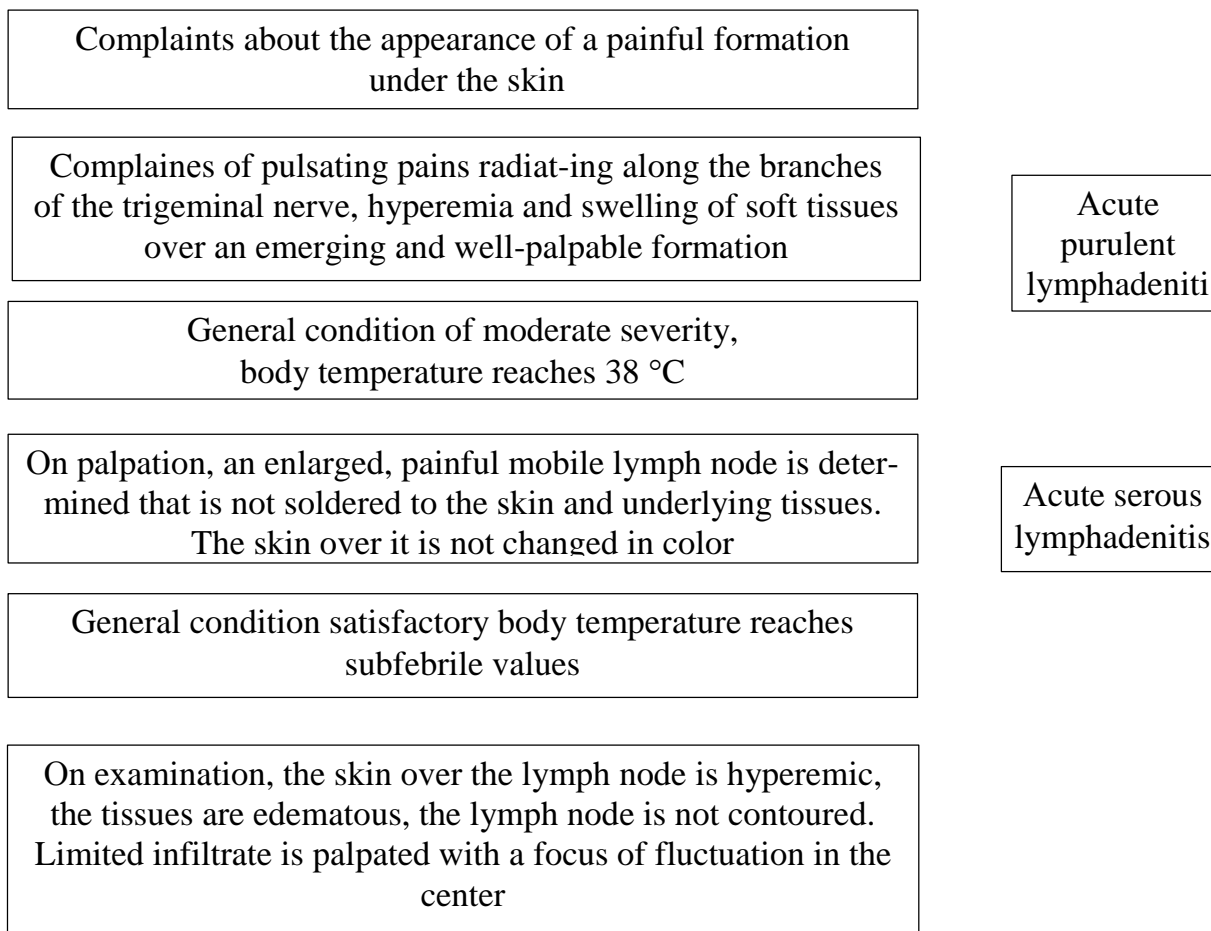 Complaints about the appearance of a painful formation
under the skin
Complaines of pulsating pains radiat-ing along the branches
of the trigeminal nerve, hyperemia and swelling of soft tissues
over an emerging and well-palpable formation
General condition of moderate severity,
body temperature reaches 38 °C
On palpation, an enlarged, painful mobile lymph node is deter-
mined that is not soldered to the skin and underlying tissues.
The skin over it is not changed in color
General condition satisfactory body temperature reaches
subfebrile values
On examination, the skin over the lymph node is hyperemic,
the tissues are edematous, the lymph node is not contoured.
Limited infiltrate is palpated with a focus of fluctuation in the
center
Acute
purulent
lymphadeniti
Acute serous
lymphadenitis